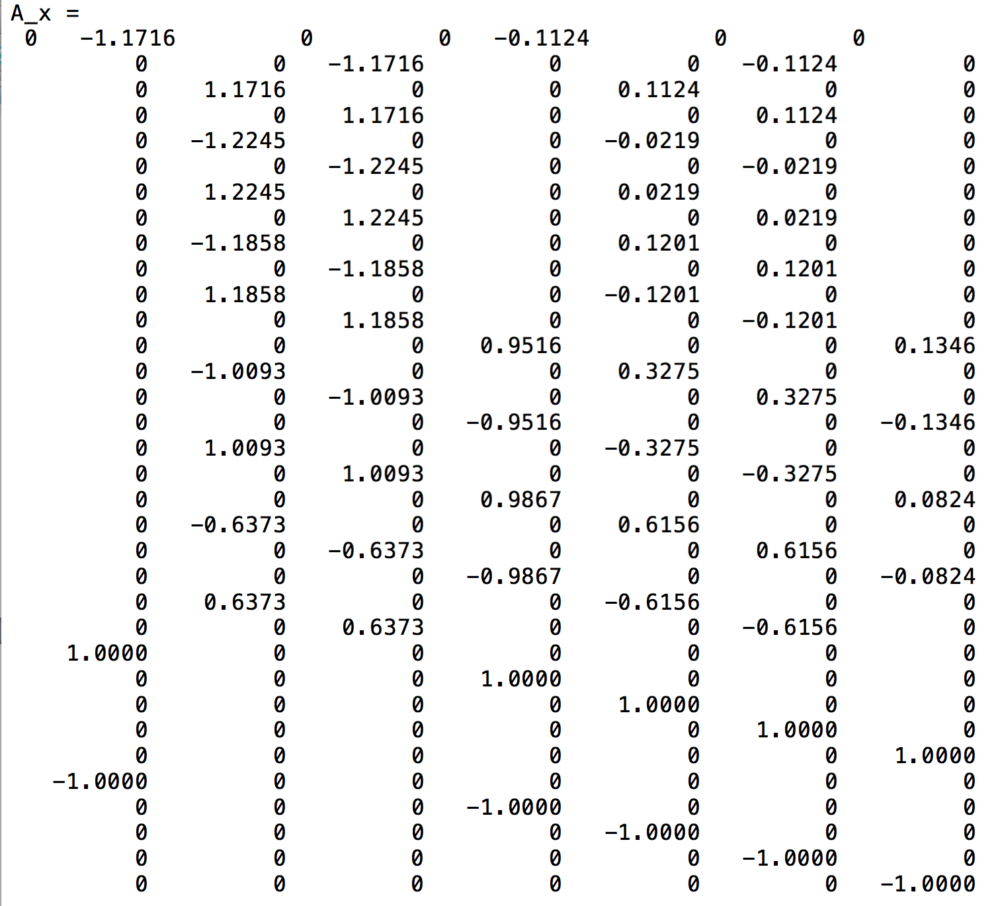 A_x =
0 -1.1716 0 0 -0.1124 0 0
0 0 -1.1716 0 0 -0.1124 0
0 1.1716 0 0 0.1124 0 0
0 0 1.1716 0 0 0.1124 0
0 -1.2245 0 0 -0.0219 0 0
0 0 -1.2245 0 0 -0.0219 0
0 1.2245 0 0 0.0219 0 0
0 0 1.2245 0 0 0.0219 0
0 -1.1858 0 0 0.1201 0 0
0 0 -1.1858 0 0 0.1201 0
0 1.1858 0 0 -0.1201 0 0
0 0 1.1858 0 0 -0.1201 0
0 0 0 0.9516 0 0 0.1346
0 -1.0093 0 0 0.3275 0 0
0 0 -1.0093 0 0 0.3275 0
0 0 0 -0.9516 0 0 -0.1346
0 1.0093 0 0 -0.3275 0 0
0 0 1.0093 0 0 -0.3275 0
0 0 0 0.9867 0 0 0.0824
0 -0.6373 0 0 0.6156 0 0
0 0 -0.6373 0 0 0.6156 0
0 0 0 -0.9867 0 0 -0.0824
0 0.6373 0 0 -0.6156 0 0
0 0 0.6373 0 0 -0.6156 0
1.0000 0 0 0 0 0 0
0 0 0 1.0000 0 0 0
0 0 0 0 1.0000 0 0
0 0 0 0 0 1.0000 0
0 0 0 0 0 0 1.0000
-1.0000 0 0 0 0 0 0
0 0 0 -1.0000 0 0 0
0 0 0 0 -1.0000 0 0
0 0 0 0 0 -1.0000 0
0 0 0 0 0 0 -1.0000